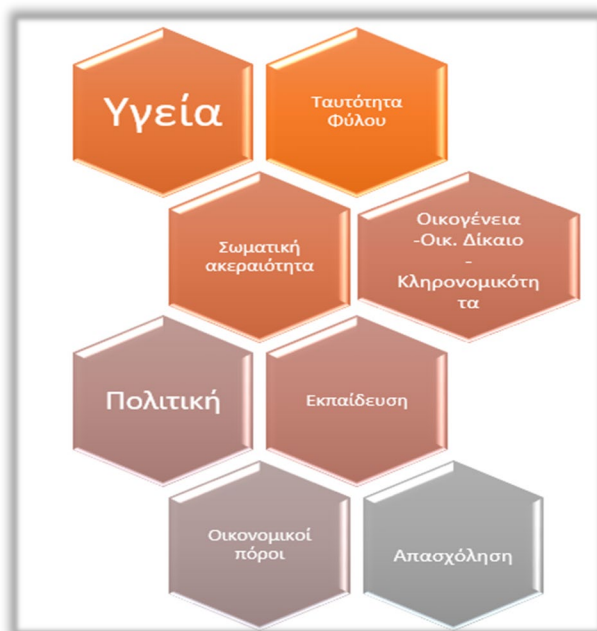 Υγεία
Ταυτότητα
Φύλου
Σωματική
ακεραιότητα
Οικογένεια
-Οικ. Δίκαιο
-
Κληρονομικότη
τα
Πολιτική
Εκπαίδευση
Οικονομικοί
πόροι
Απασχόληση